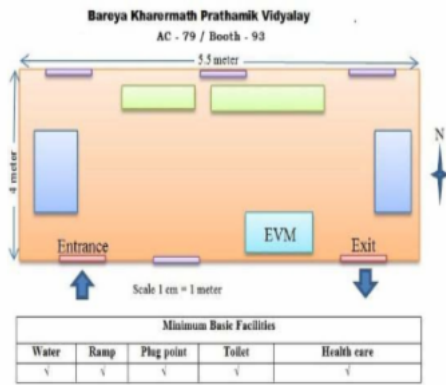 Bareya Kharermath Prathamik Vidyalay
AC - 79 / Booth - 93
5.5 meter
4 meter
N
EVM
Entrance
Exit
Scale 1 cm = 1 meter
Minimum Basic Facilities
Water Ramp Plug point Toilet Health care
√ √ √ √ √